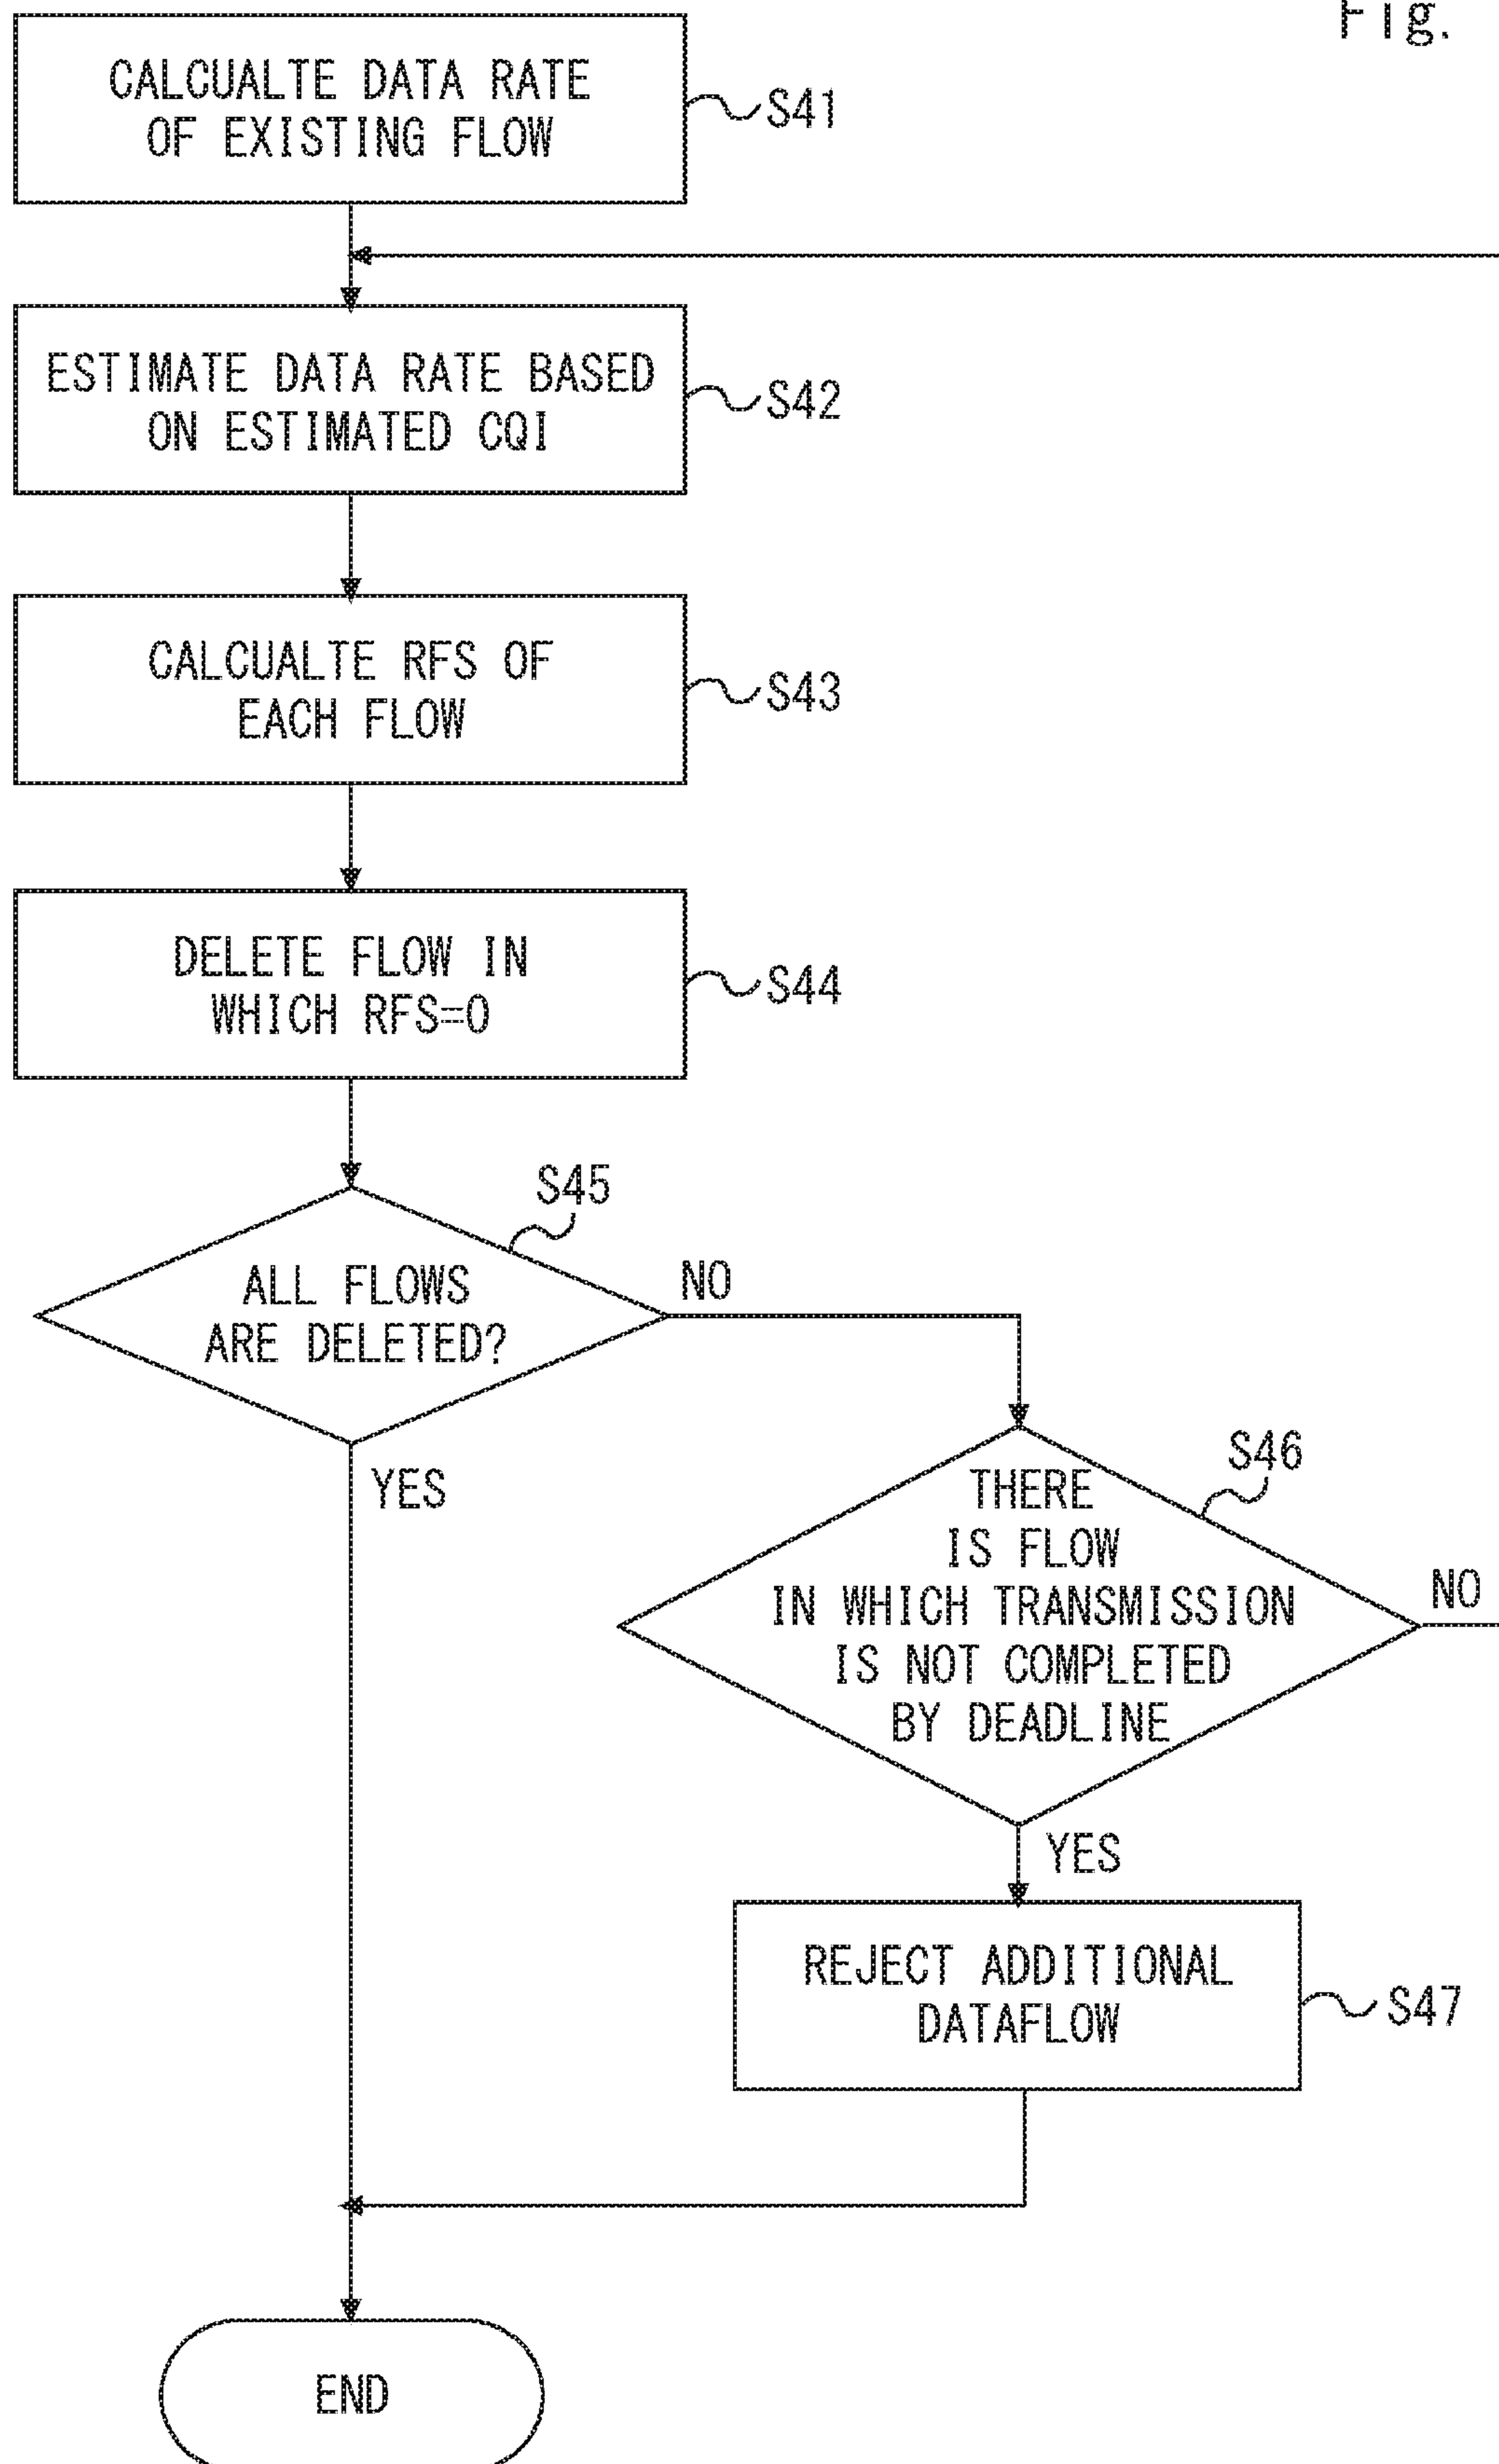 Fig.
CALCUALTE DATA RATE
OF EXISTING FLOW
S41
ESTIMATE DATA RATE BASED
ON ESTIMATED CQI
S42
CALCUALTE RFS OF
EACH FLOW
S43
DELETE FLOW IN
WHICH RFS=0
S44
S45
ALL FLOWS
ARE DELETED?
NO
YES
S46
THERE
IS FLOW
IN WHICH TRANSMISSION
IS NOT COMPLETED
BY DEADLINE
NO
YES
REJECT ADDITIONAL
DATAFLOW
S47
END